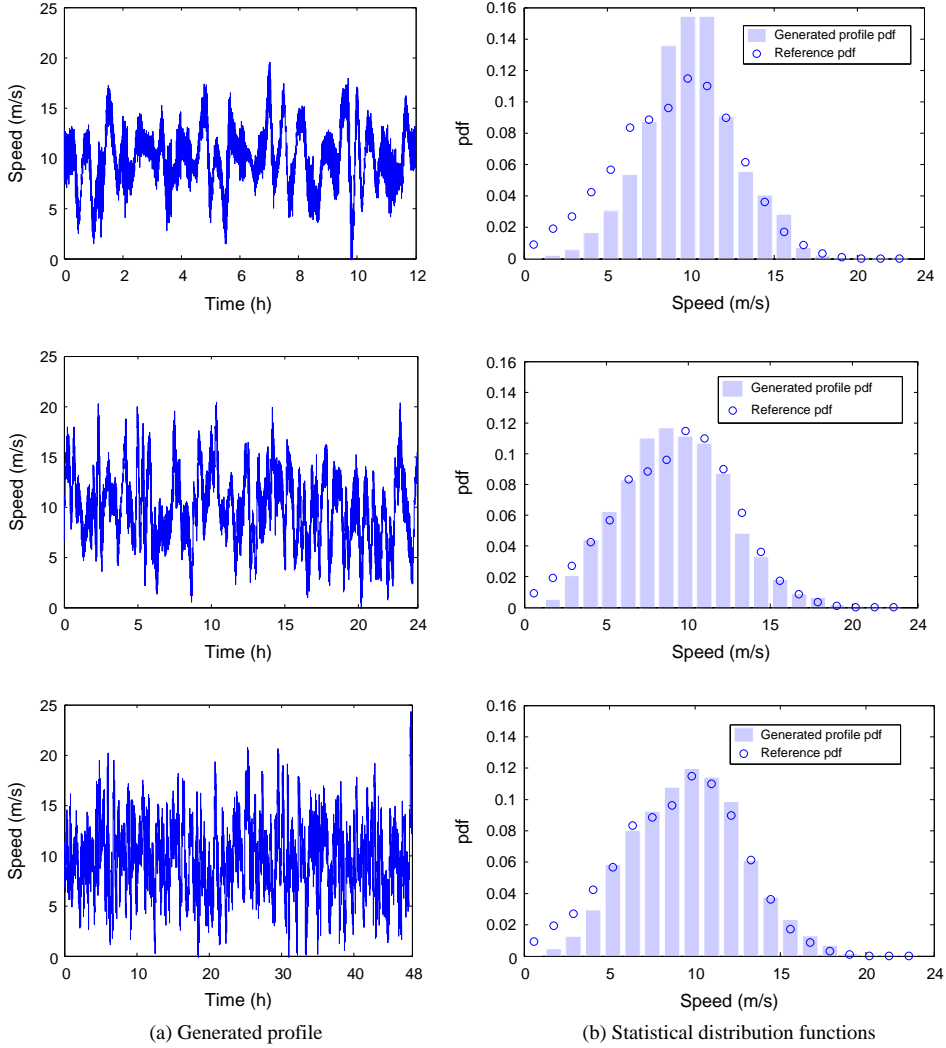 25
20
15
10
5
0
Speed (m/s)
0 2 4 6 8 10 12
Time (h)
0.16
0.14
0.12
0.1
0.08
0.06
0.04
0.02
0
pdf
Generated profile pdf
Reference pdf
0 5 10 15 20 24
Speed (m/s)
25
20
15
10
5
0
Speed (m/s)
0 5 10 15 20 24
Time (h)
0.16
0.14
0.12
0.1
0.08
0.06
0.04
0.02
0
pdf
Generated profile pdf
Reference pdf
0 5 10 15 20 24
Speed (m/s)
25
20
15
10
5
0
Speed (m/s)
0 10 20 30 40 48
Time (h)
0.16
0.14
0.12
0.1
0.08
0.06
0.04
0.02
0
pdf
Generated profile pdf
Reference pdf
0 5 10 15 20 24
Speed (m/s)
(a) Generated profile
(b) Statistical distribution functions